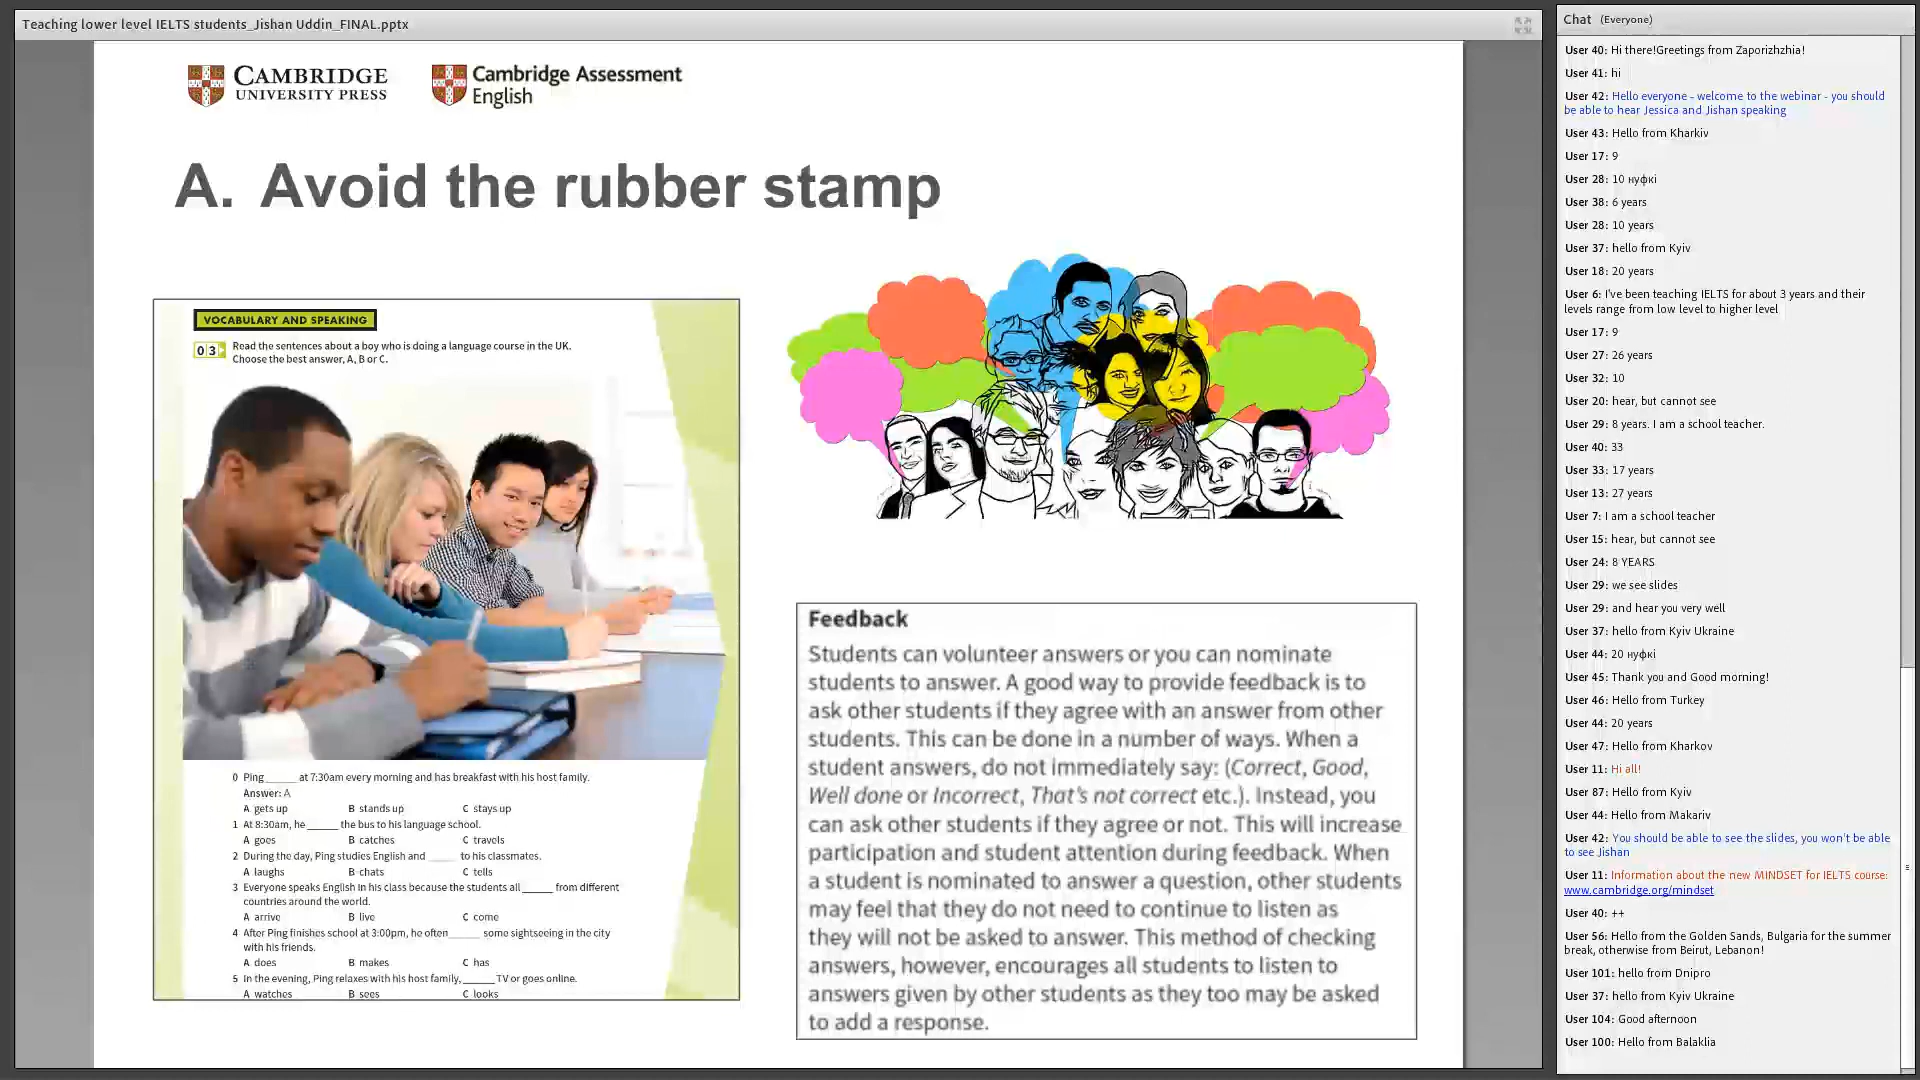 Teaching lower level IELTS students_Jishan Uddin_FINAL.pptx
CAMBRIDGE
UNIVERSITY PRESS
Cambridge Assessment
English
A. Avoid the rubber stamp
VOCABULARY AND SPEAKING
03
Read the sentences about a boy who is doing a language course in the UK.
Choose the best answer, A, B or C.
0 Ping_____ at 7:30am every morning and has breakfast with his host family.
Answer: A
A gets up B stands up C stays up
1 At 8:30am, he _____ the bus to his language school.
A goes B catches C travels
2 During the day, Ping studies English and _____ to his classmates.
A laughs B chats C tells
3 Everyone speaks English in his class because the students all _____ from different
countries around the world.
A arrive B live C come
4 After Ping finishes school at 3:00pm, he often_____ some sightseeing in the city
with his friends.
A does B makes C has
5 In the evening, Ping relaxes with his host family, _____ TV or goes online.
A watches B sees C looks
Feedback
Students can volunteer answers or you can nominate
students to answer. A good way to provide feedback is to
ask other students if they agree with an answer from other
students. This can be done in a number of ways. When a
student answers, do not immediately say: (Correct, Good,
Well done or Incorrect, That's not correct etc.). Instead, you
can ask other students if they agree or not. This will increase
participation and student attention during feedback. When
a student is nominated to answer a question, other students
may feel that they do not need to continue to listen as
they will not be asked to answer. This method of checking
answers, however, encourages all students to listen to
answers given by other students as they too may be asked
to add a response.
Chat (Everyone)
User 40: Hi there!Greetings from Zaporizhzhia!
User 41: hi
User 42: Hello everyone - welcome to the webinar - you should
be able to hear Jessica and Jishan speaking
User 43: Hello from Kharkiv
User 17: 9
User 28: 10 нуфкі
User 38: 6 years
User 28: 10 years
User 37: hello from Kyiv
User 18: 20 years
User 6: I've been teaching IELTS for about 3 years and their
levels range from low level to higher level
User 17: 9
User 27: 26 years
User 32: 10
User 20: hear, but cannot see
User 29: 8 years. I am a school teacher.
User 40: 33
User 33: 17 years
User 13: 27 years
User 7: I am a school teacher
User 15: hear, but cannot see
User 24: 8 YEARS
User 29: we see slides
User 29: and hear you very well
User 37: hello from Kyiv Ukraine
User 44: 20 нуфкі
User 45: Thank you and Good morning!
User 46: Hello from Turkey
User 44: 20 years
User 47: Hello from Kharkov
User 11: Hi all!
User 87: Hello from Kyiv
User 44: Hello from Makariv
User 42: You should be able to see the slides, you won't be able
to see Jishan
User 11: Information about the new MINDSET for IELTS course:
www.cambridge.org/mindset
User 40: ++
User 56: Hello from the Golden Sands, Bulgaria for the summer
break, otherwise from Beirut, Lebanon!
User 101: hello from Dnipro
User 37: hello from Kyiv Ukraine
User 104: Good afternoon
User 100: Hello from Balaklia